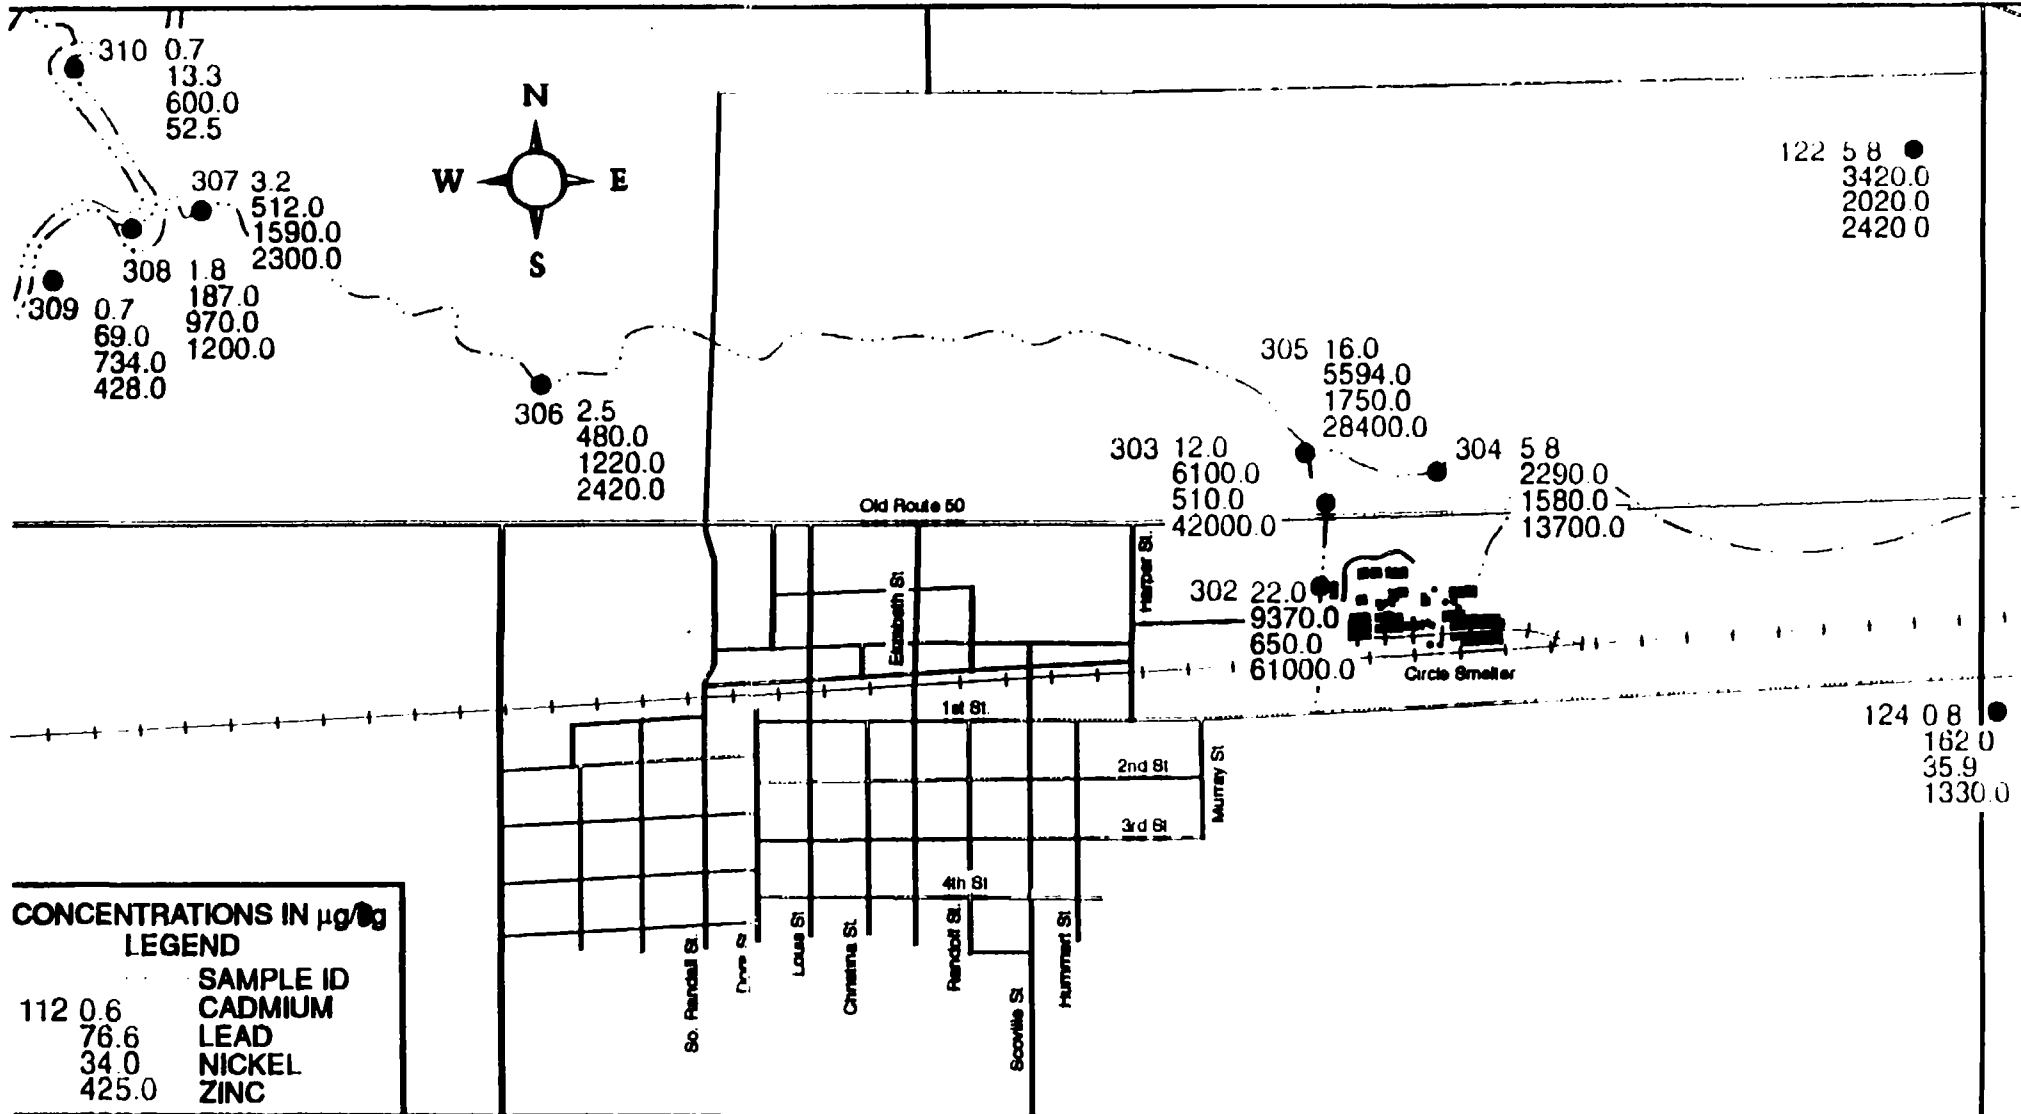 310 0.7
13.3
600.0
52.5
N
W E
S
307 3.2
512.0
1590.0
2300.0
122 5 8
3420.0
2020.0
2420 0
308 1.8
187.0
970.0
1200.0
309 0.7
69.0
734.0
428.0
306 2.5
480.0
1220.0
2420.0
305 16.0
5594.0
1750.0
28400.0
303 12.0
6100.0
510.0
42000.0
304 5 8
2290.0
1580.0
13700.0
Old Route 50
Harper St.
Elizabeth St
302 22.0
9370.0
650.0
61000.0
Circle Smelter
124 0 8
162 0
35.9
1330.0
1st St.
2nd St
3rd St
4th St
Murray St
So. Randall St.
Louis St
Christina St.
Randolf St.
Scoville St
Hummert St
CONCENTRATIONS IN
LEGEND
SAMPLE ID
112 0.6 CADMIUM
76.6 LEAD
34.0 NICKEL
425.0 ZINC